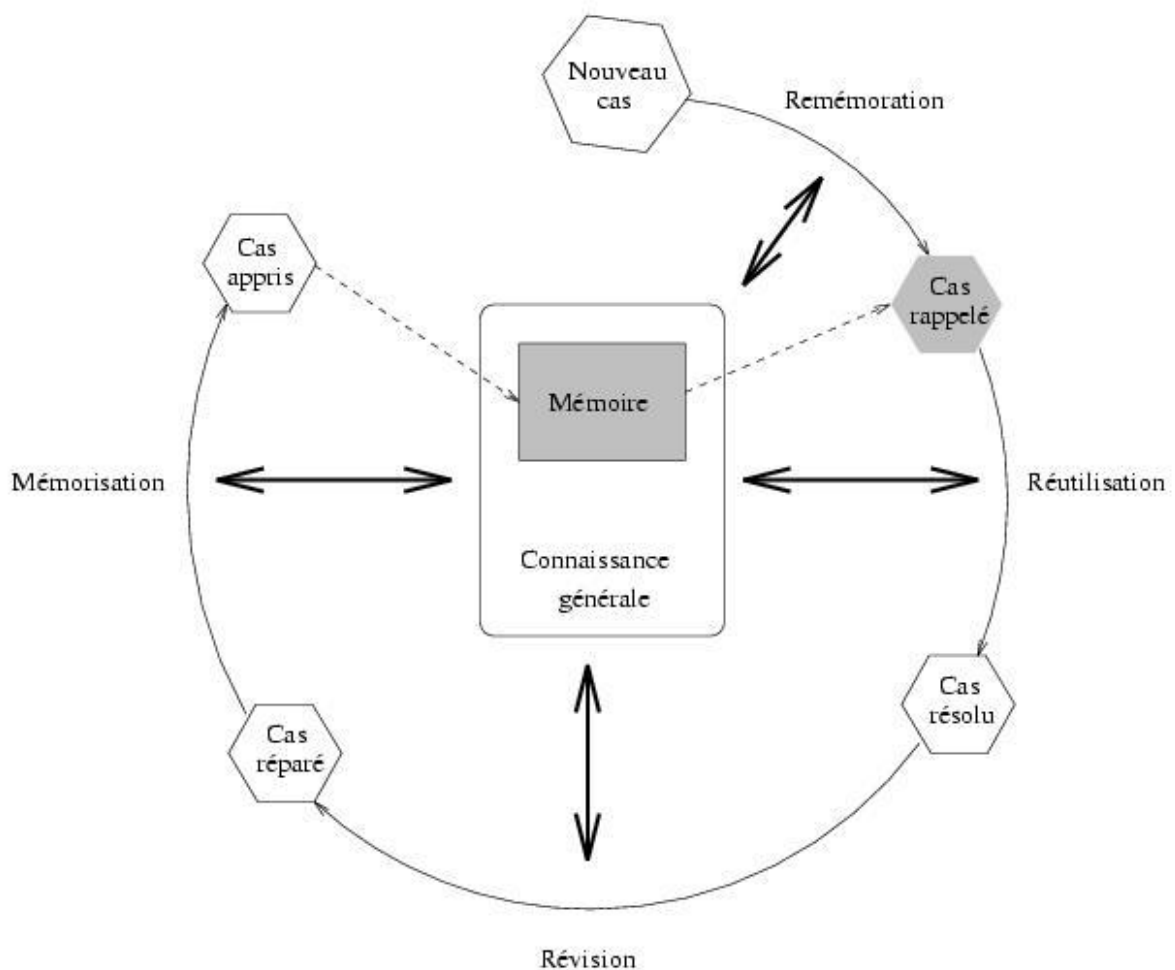 Nouveau
cas
Remémoration
Cas
appris
Cas
rappelé
Mémoire
Mémorisation
Réutilisation
Connaissance
générale
Cas
résolu
Cas
réparé
Révision